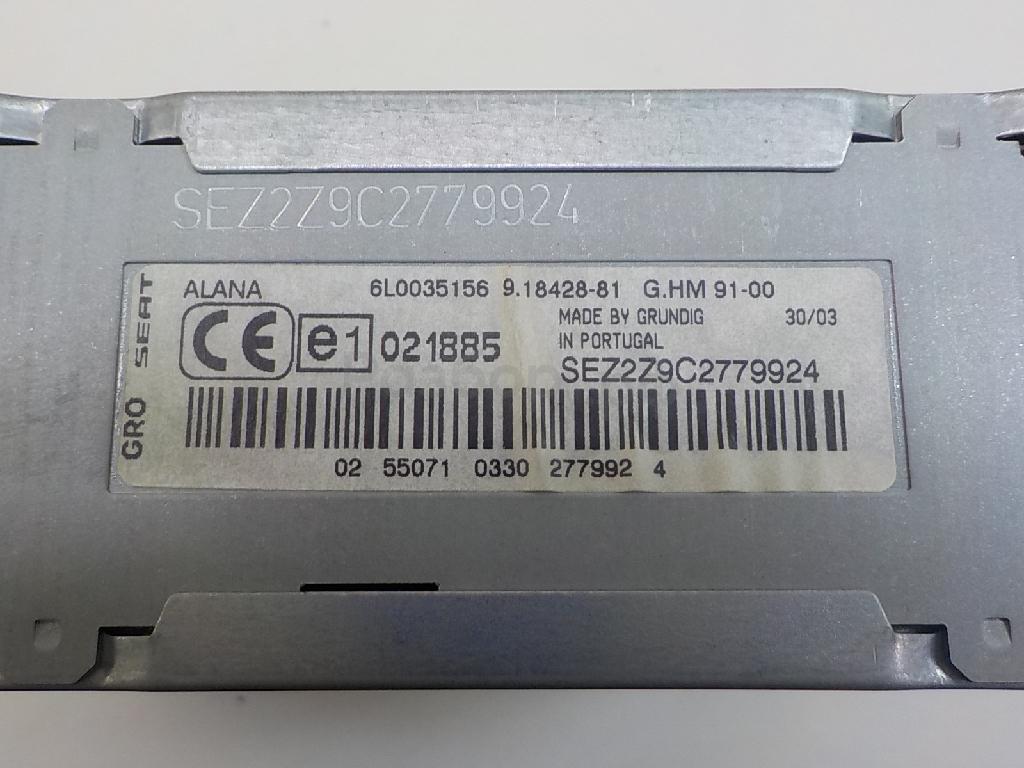 SEZ2Z9C2779924
GRO SEAT
ALANA 6L0035156 9.18428-81 G.HM 91-00
MADE BY GRUNDIG 30/03
IN PORTUGAL
CE e1 021885
SEZ2Z9C2779924
02 55071 0330 277992 4